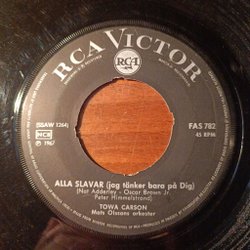 RCA VICTOR
RCA
(SSAW 1264)
NCB
℗ 1967
FAS 782
45 RPM
ALLA SLAVAR (jag tänker bara på Dig)
(Nat Adderley - Oscar Brown Jr
Peter Himmelstrand)
TOWA CARSON
Mats Olssons orkester